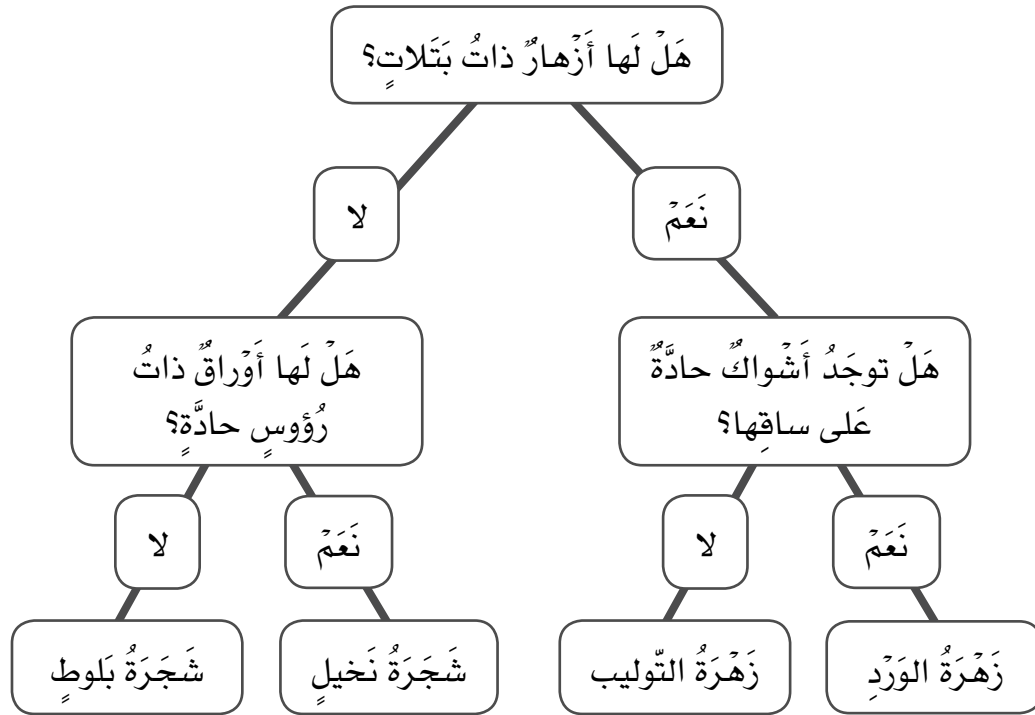 هَلْ لَها أَزْهارٌ ذاتُ بَتَلاتٍ؟
نَعَمْ
لا
هَلْ توجَدُ أَشْواكٌ حادَّةٌ
عَلى ساقِها؟
هَلْ لَها أَوْراقٌ ذاتُ
رُؤوسٍ حادَّةٍ؟
نَعَمْ
لا
نَعَمْ
لا
زَهْرَةُ الوَرْدِ
زَهْرَةُ التّوليب
شَجَرَةُ نَخيلٍ
شَجَرَةُ بَلوطٍ